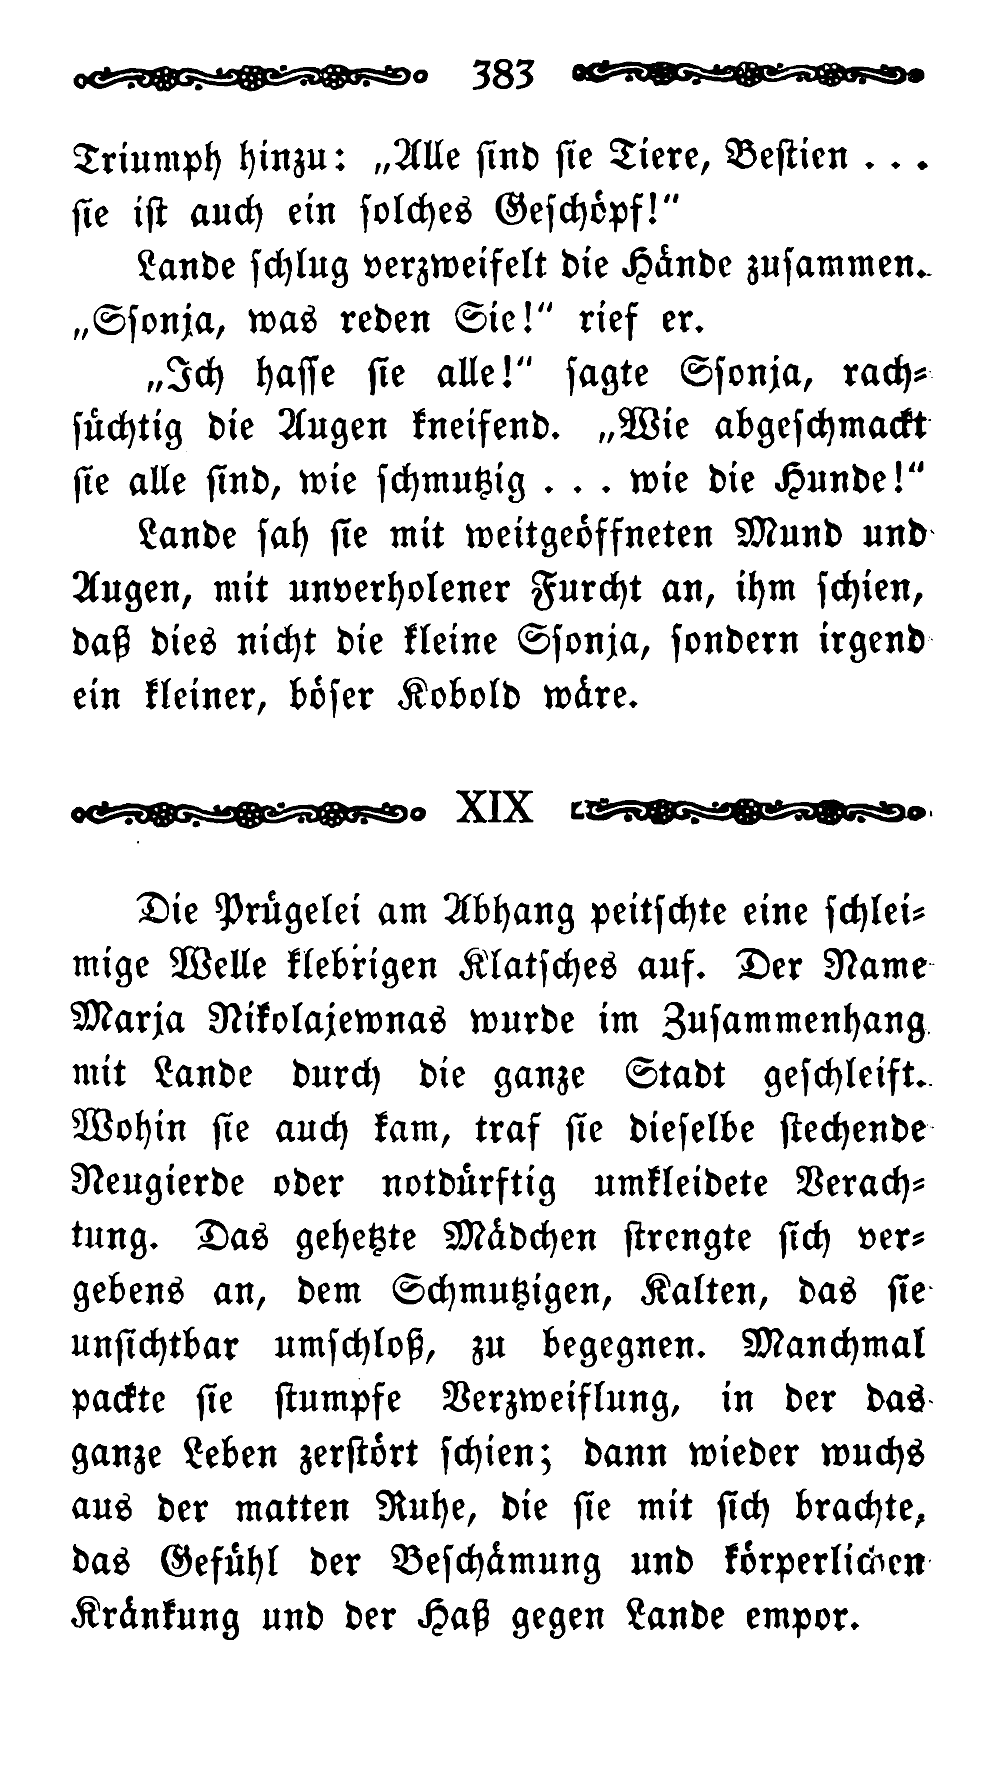 383
Triumph hinzu: „Alle sind sie Tiere, Bestien . . .
sie ist auch ein solches Geschöpf!“
Lande schlug verzweifelt die Hände zusammen.
„Ssonja, was reden Sie!“ rief er.
„Ich hasse sie alle!“ sagte Ssonja, rach-
süchtig die Augen kneifend. „Wie abgeschmackt
sie alle sind, wie schmutzig . . . wie die Hunde!“
Lande sah sie mit weitgeöffneten Mund und
Augen, mit unverholener Furcht an, ihm schien,
daß dies nicht die kleine Ssonja, sondern irgend
ein kleiner, böser Kobold wäre.
XIX
Die Prügelei am Abhang peitschte eine schlei-
mige Welle klebrigen Klatsches auf. Der Name
Marja Nikolajewnas wurde im Zusammenhang
mit Lande durch die ganze Stadt geschleift.
Wohin sie auch kam, traf sie dieselbe stechende
Neugierde oder notdürftig umkleidete Verach-
tung. Das gehetzte Mädchen strengte sich ver-
gebens an, dem Schmutzigen, Kalten, das sie
unsichtbar umschloß, zu begegnen. Manchmal
packte sie stumpfe Verzweiflung, in der das
ganze Leben zerstört schien; dann wieder wuchs
aus der matten Ruhe, die sie mit sich brachte,
das Gefühl der Beschämung und körperlichen
Kränkung und der Haß gegen Lande empor.